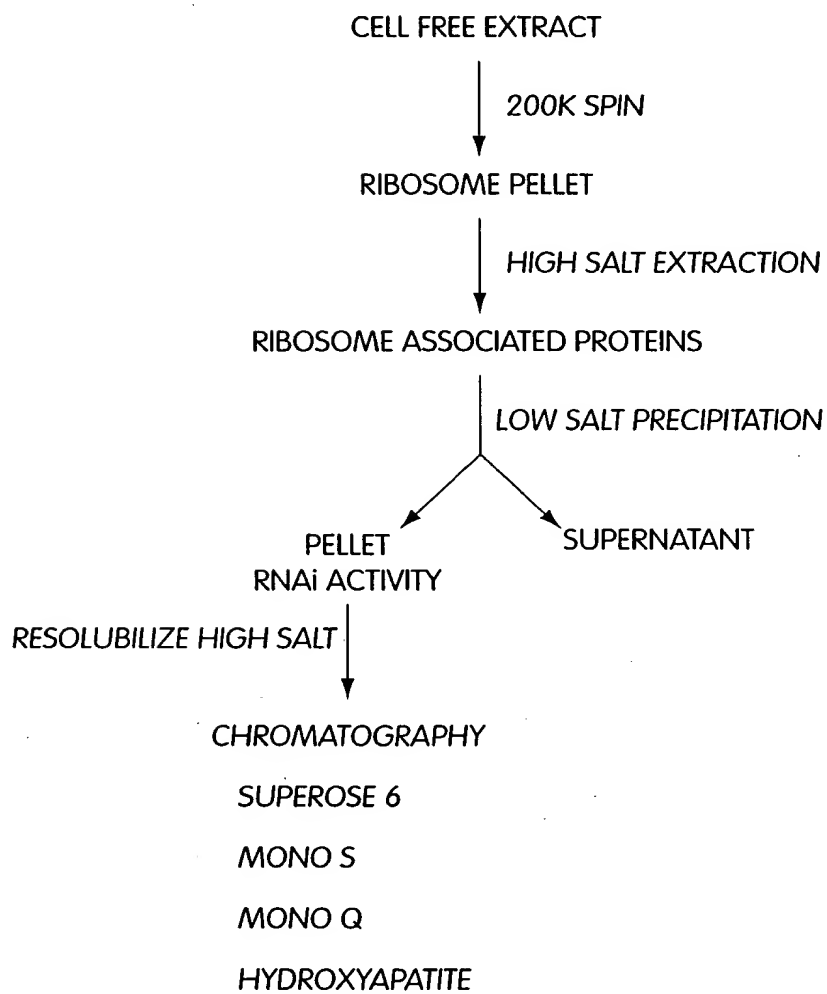 CELL FREE EXTRACT
200K SPIN
RIBOSOME PELLET
HIGH SALT EXTRACTION
RIBOSOME ASSOCIATED PROTEINS
LOW SALT PRECIPITATION
PELLET
RNAi ACTIVITY
SUPERNATANT
RESOLUBILIZE HIGH SALT
CHROMATOGRAPHY
SUPEROSE 6
MONO S
MONO Q
HYDROXYAPATITE